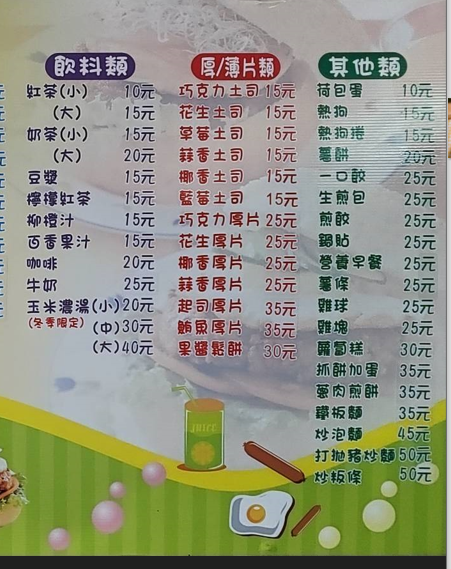 飲料類
紅茶(小) 10元
(大) 15元
奶茶(小) 15元
(大) 20元
豆漿 15元
檸檬紅茶 15元
柳橙汁 15元
百香果汁 15元
咖啡 20元
牛奶 25元
玉米濃湯(小) 20元
(冬季限定) (中) 30元
(大) 40元
厚/薄片類
巧克力土司 15元
花生土司 15元
草莓土司 15元
蒜香土司 15元
椰香土司 15元
藍莓土司 15元
巧克力厚片 25元
花生厚片 25元
椰香厚片 25元
蒜香厚片 25元
起司厚片 35元
鮪魚厚片 35元
果醬鬆餅 30元
其他類
荷包蛋 10元
熱狗 15元
熱狗捲 15元
薯餅 20元
一口餃 25元
生煎包 25元
煎餃 25元
鍋貼 25元
營養早餐 25元
薯條 25元
雞球 25元
雞塊 25元
蘿蔔糕 30元
抓餅加蛋 35元
蔥肉煎餅 35元
鐵板麵 35元
炒泡麵 45元
打拋豬炒麵 50元
炒粄條 50元
JUICE